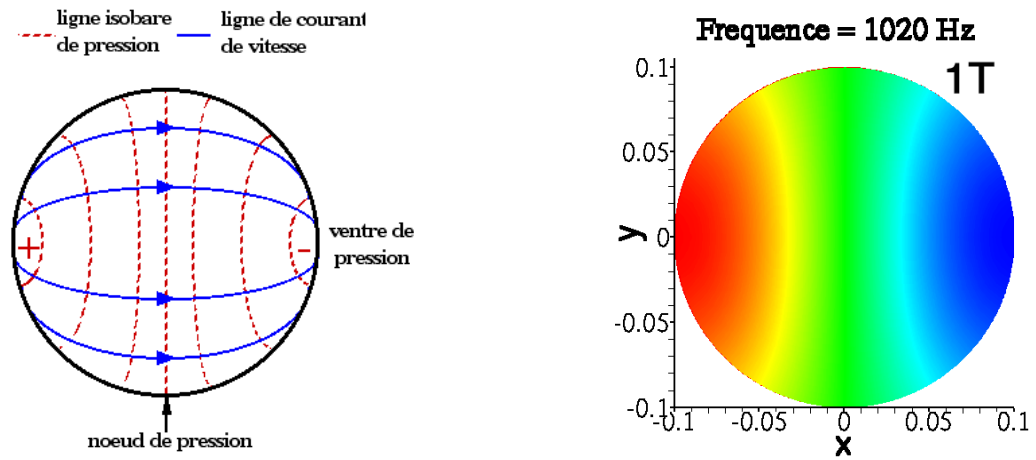 ligne isobare
de pression
ligne de courant
de vitesse
+
-
ventre de
pression
noeud de pression
Frequence = 1020 Hz
1T
0.1
0.05
0
-0.05
-0.1
y
-0.1
-0.05
0
0.05
0.1
x